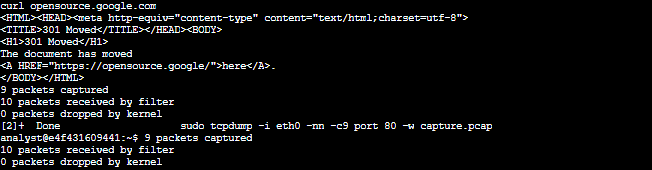 curl opensource.google.com
<HTML><HEAD><meta http-equiv="content-type" content="text/html;charset=utf-8">
<TITLE>301 Moved</TITLE></HEAD><BODY>
<H1>301 Moved</H1>
The document has moved
<A HREF="https://opensource.google/">here</A>.
</BODY></HTML>
9 packets captured
10 packets received by filter
0 packets dropped by kernel
[2]+  Done                    sudo tcpdump -i eth0 -nn -c9 port 80 -w capture.pcap
analyst@e4f431609441:~$ 9 packets captured
10 packets received by filter
0 packets dropped by kernel